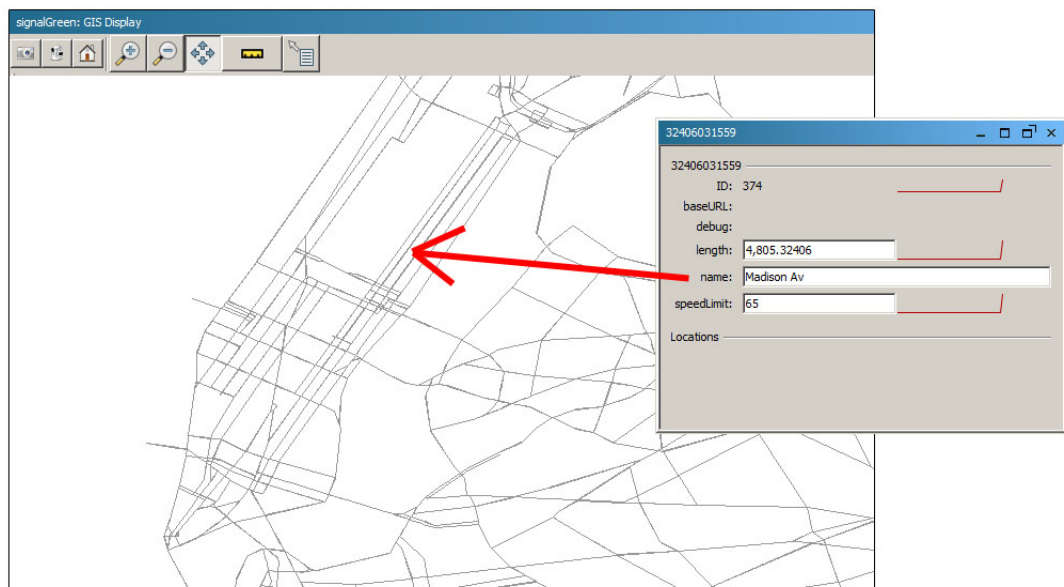 signalGreen: GIS Display
32406031559
32406031559
ID: 374
baseURL:
debug:
length: 4,805.32406
name: Madison Av
speedLimit: 65
Locations